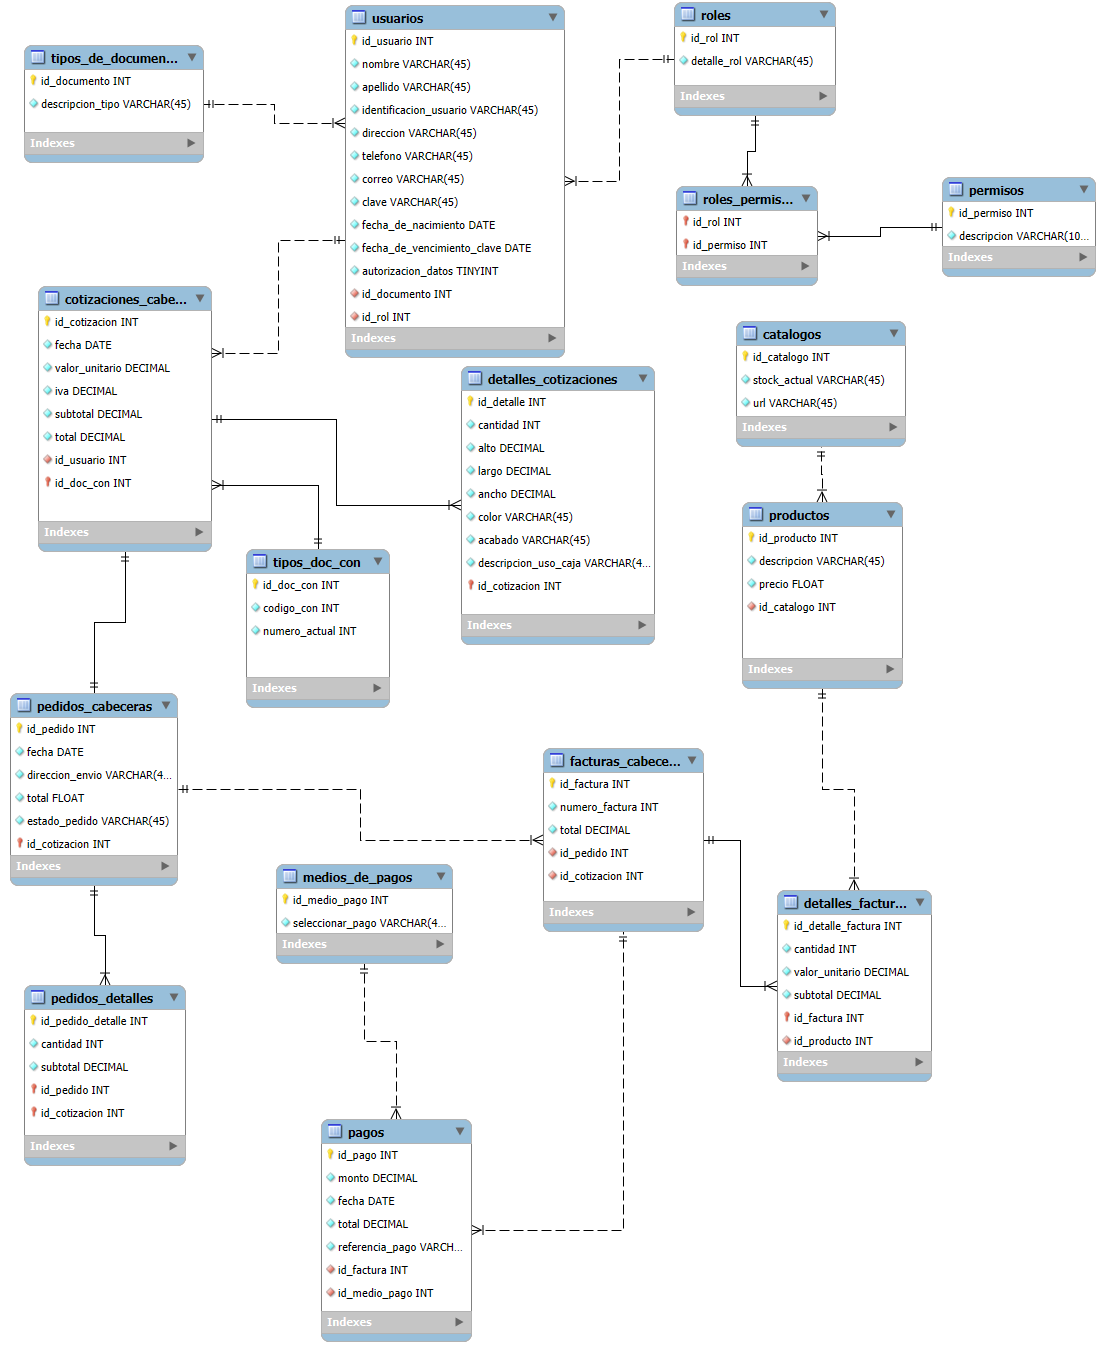 tipos_de_documen...
id_documento INT
descripcion_tipo VARCHAR(45)
Indexes
usuarios
id_usuario INT
nombre VARCHAR(45)
apellido VARCHAR(45)
identificacion_usuario VARCHAR(45)
direccion VARCHAR(45)
telefono VARCHAR(45)
correo VARCHAR(45)
clave VARCHAR(45)
fecha_de_nacimiento DATE
fecha_de_vencimiento_clave DATE
autorizacion_datos TINYINT
id_documento INT
id_rol INT
Indexes
roles
id_rol INT
detalle_rol VARCHAR(45)
Indexes
roles_permis...
id_rol INT
id_permiso INT
Indexes
permisos
id_permiso INT
descripcion VARCHAR(10...
Indexes
cotizaciones_cabe...
id_cotizacion INT
fecha DATE
valor_unitario DECIMAL
iva DECIMAL
subtotal DECIMAL
total DECIMAL
id_usuario INT
id_doc_con INT
Indexes
detalles_cotizaciones
id_detalle INT
cantidad INT
alto DECIMAL
largo DECIMAL
ancho DECIMAL
color VARCHAR(45)
acabado VARCHAR(45)
descripcion_uso_caja VARCHAR(4...
id_cotizacion INT
Indexes
catalogos
id_catalogo INT
stock_actual VARCHAR(45)
url VARCHAR(45)
Indexes
tipos_doc_con
id_doc_con INT
codigo_con INT
numero_actual INT
Indexes
productos
id_producto INT
descripcion VARCHAR(45)
precio FLOAT
id_catalogo INT
Indexes
pedidos_cabeceras
id_pedido INT
fecha DATE
direccion_envio VARCHAR(4...
total FLOAT
estado_pedido VARCHAR(45)
id_cotizacion INT
Indexes
facturas_cabece...
id_factura INT
numero_factura INT
total DECIMAL
id_pedido INT
id_cotizacion INT
Indexes
medios_de_pagos
id_medio_pago INT
seleccionar_pago VARCHAR(4...
Indexes
detalles_factur...
id_detalle_factura INT
cantidad INT
valor_unitario DECIMAL
subtotal DECIMAL
id_factura INT
id_producto INT
Indexes
pedidos_detalles
id_pedido_detalle INT
cantidad INT
subtotal DECIMAL
id_pedido INT
id_cotizacion INT
Indexes
pagos
id_pago INT
monto DECIMAL
fecha DATE
total DECIMAL
referencia_pago VARCH...
id_factura INT
id_medio_pago INT
Indexes